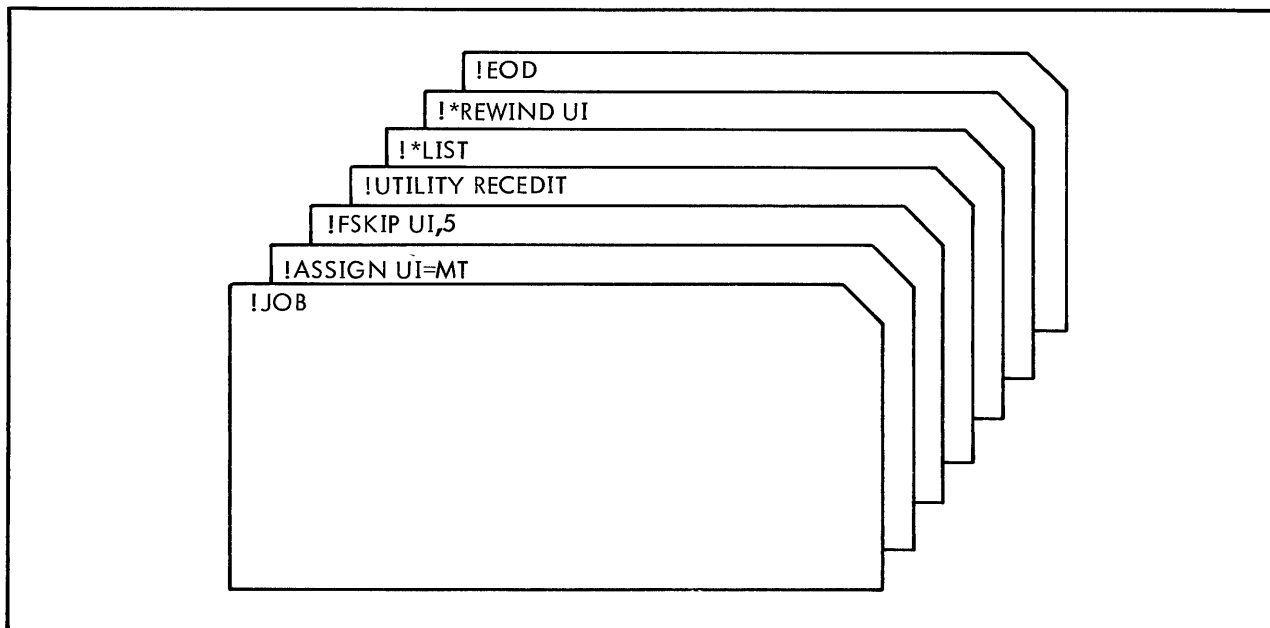 !EOD
!*REWIND UI
!*LIST
!UTILITY RECEDIT
!FSKIP UI,5
!ASSIGN UI=MT
!JOB